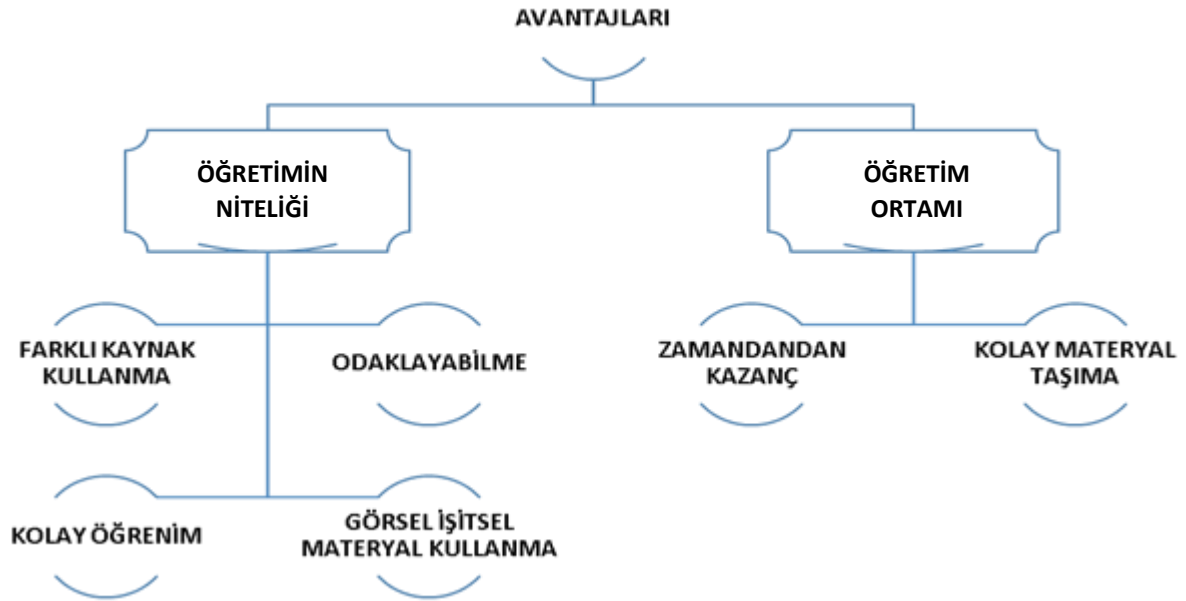 AVANTAJLARI
ÖĞRETİMİN
NİTELİĞİ
ÖĞRETİM
ORTAMI
FARKLI KAYNAK
KULLANMA
ODAKLAYABİLME
ZAMANDANDAN
KAZANÇ
KOLAY MATERYAL
TAŞIMA
KOLAY ÖĞRENİM
GÖRSEL İŞİTSEL
MATERYAL KULLANMA